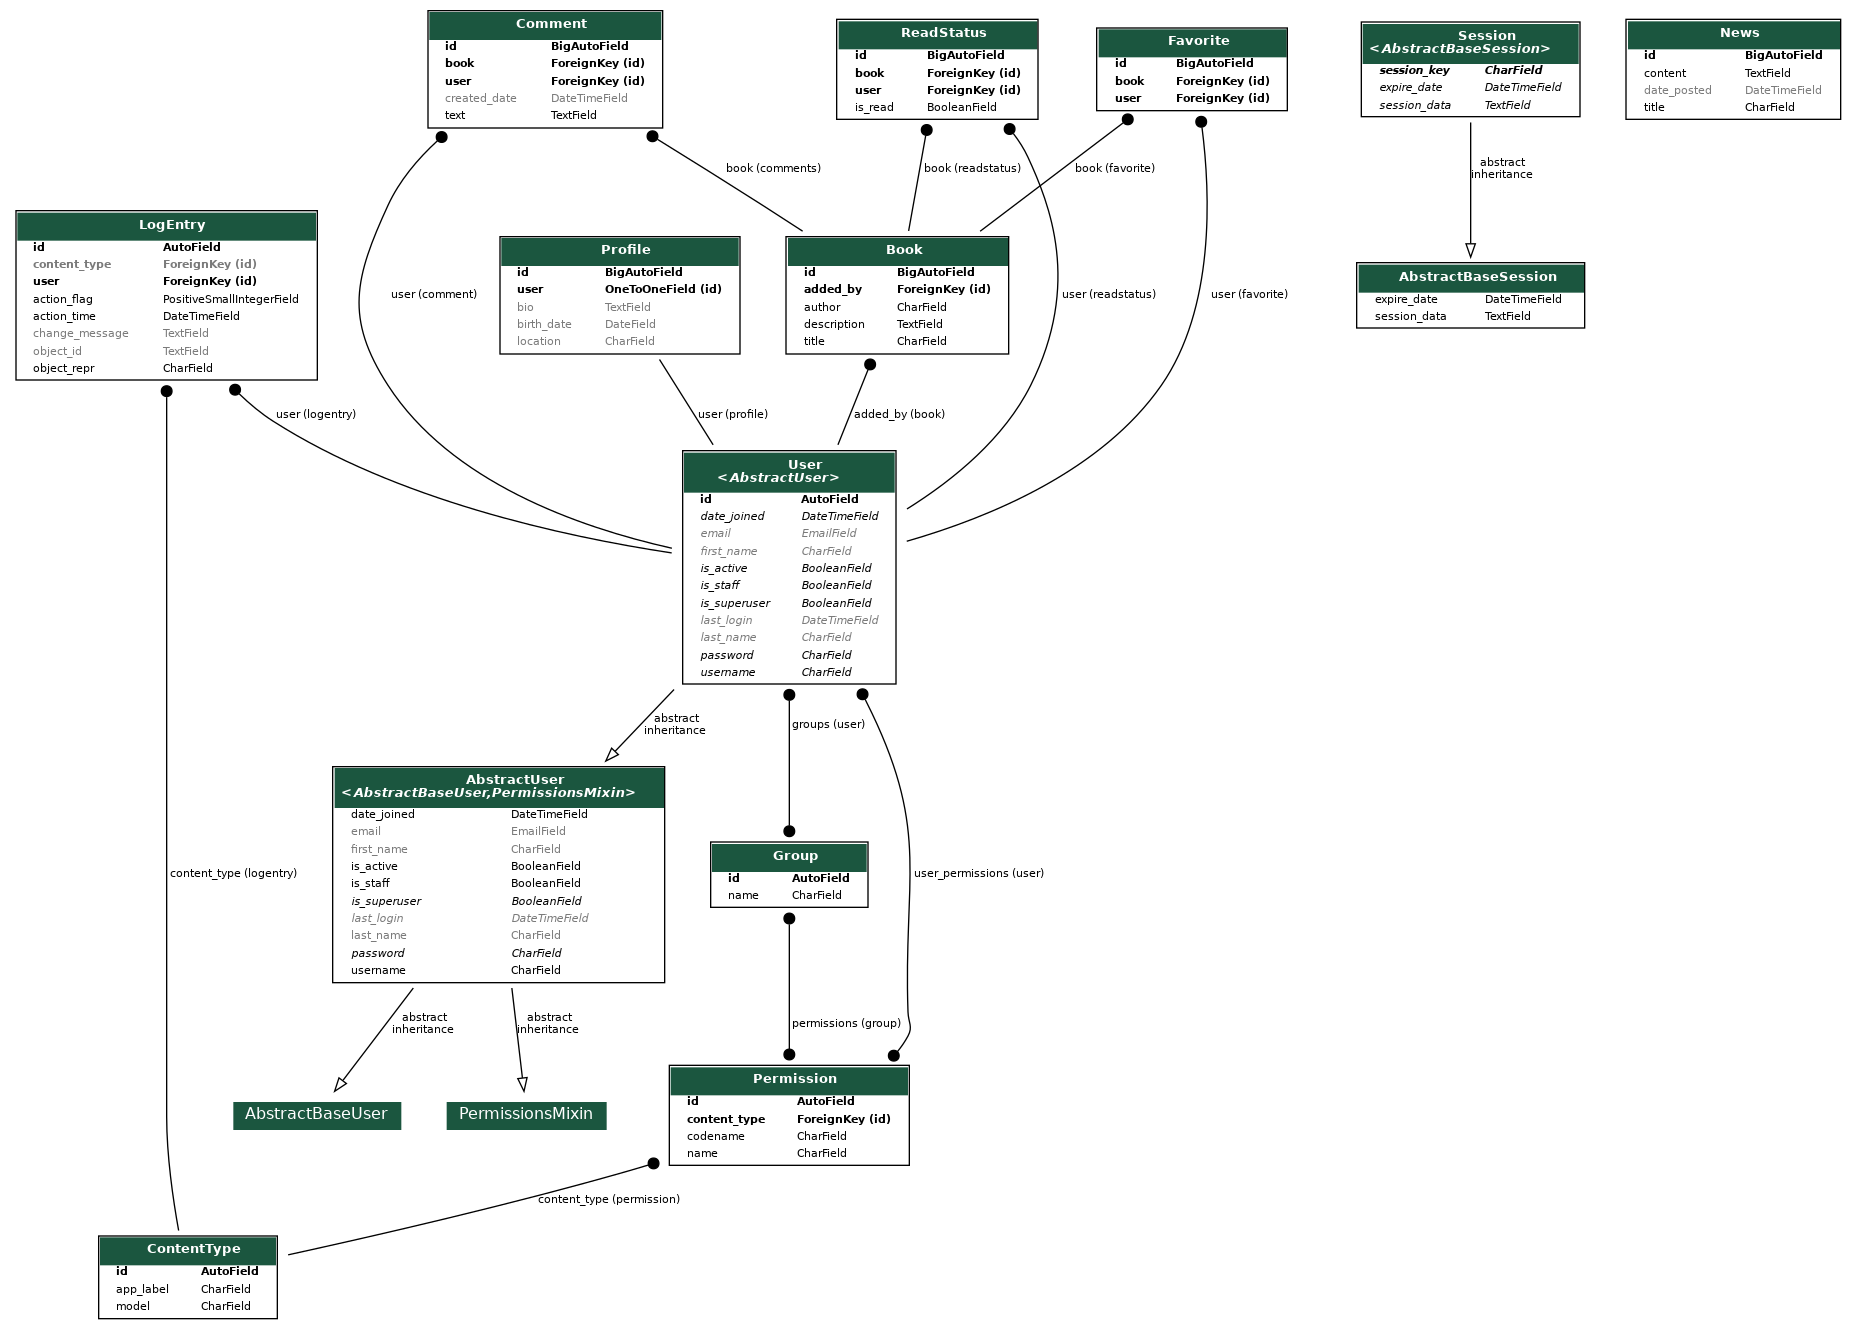 Comment
id BigAutoField
book ForeignKey (id)
user ForeignKey (id)
created_date DateTimeField
text TextField
ReadStatus
id BigAutoField
book ForeignKey (id)
user ForeignKey (id)
is_read BooleanField
Favorite
id BigAutoField
book ForeignKey (id)
user ForeignKey (id)
Session
<AbstractBaseSession>
session_key CharField
expire_date DateTimeField
session_data TextField
News
id BigAutoField
content TextField
date_posted DateTimeField
title CharField
book (comments)
book (readstatus)
book (favorite)
abstract
inheritance
LogEntry
id AutoField
content_type ForeignKey (id)
user ForeignKey (id)
action_flag PositiveSmallIntegerField
action_time DateTimeField
change_message TextField
object_id TextField
object_repr CharField
user (comment)
Profile
id BigAutoField
user OneToOneField (id)
bio TextField
birth_date DateField
location CharField
Book
id BigAutoField
added_by ForeignKey (id)
author CharField
description TextField
title CharField
user (readstatus)
user (favorite)
AbstractBaseSession
expire_date DateTimeField
session_data TextField
user (logentry)
user (profile)
added_by (book)
User
<AbstractUser>
id AutoField
date_joined DateTimeField
email EmailField
first_name CharField
is_active BooleanField
is_staff BooleanField
is_superuser BooleanField
last_login DateTimeField
last_name CharField
password CharField
username CharField
abstract
inheritance
groups (user)
AbstractUser
<AbstractBaseUser,PermissionsMixin>
date_joined DateTimeField
email EmailField
first_name CharField
is_active BooleanField
is_staff BooleanField
is_superuser BooleanField
last_login DateTimeField
last_name CharField
password CharField
username CharField
Group
id AutoField
name CharField
content_type (logentry)
user_permissions (user)
abstract
inheritance
abstract
inheritance
permissions (group)
AbstractBaseUser
PermissionsMixin
Permission
id AutoField
content_type ForeignKey (id)
codename CharField
name CharField
content_type (permission)
ContentType
id AutoField
app_label CharField
model CharField